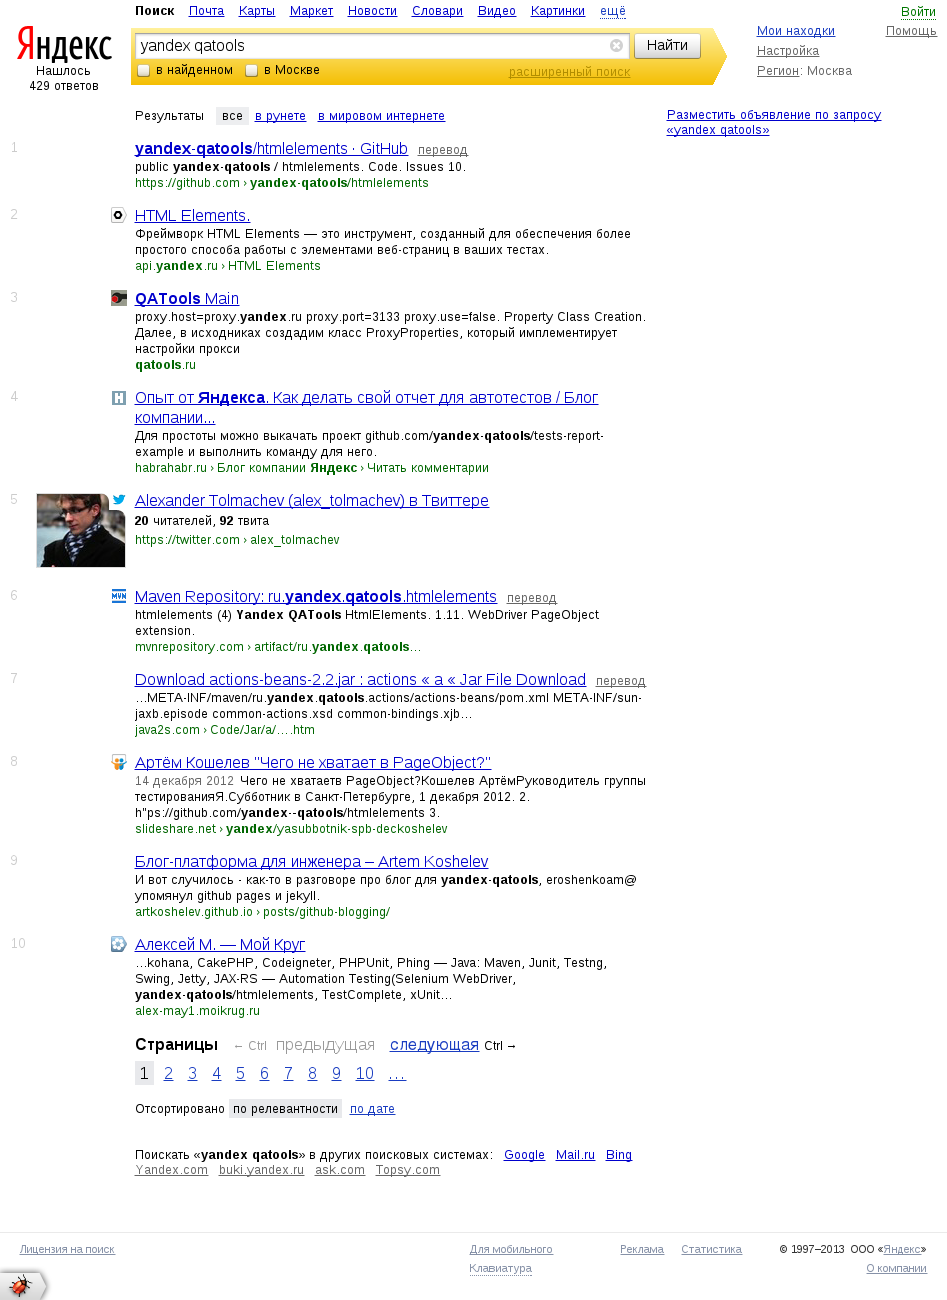 Поиск Почта Карты Маркет Новости Словари Видео Картинки ещё
Войти
Яндекс
Нашлось
429 ответов
yandex qatools
Найти
в найденном в Москве расширенный поиск
Мои находки
Помощь
Настройка
Регион: Москва
Результаты все в рунете в мировом интернете
Разместить объявление по запросу
«yandex qatools»
1
yandex-qatools/htmlelements · GitHub перевод
public yandex-qatools / htmlelements. Code. Issues 10.
https://github.com › yandex-qatools/htmlelements
2
HTML Elements.
Фреймворк HTML Elements — это инструмент, созданный для обеспечения более
простого способа работы с элементами веб-страниц в ваших тестах.
api.yandex.ru › HTML Elements
3
QATools Main
proxy.host=proxy.yandex.ru proxy.port=3133 proxy.use=false. Property Class Creation.
Далее, в исходниках создадим класс ProxyProperties, который имплементирует
настройки прокси
qatools.ru
4
Опыт от Яндекса. Как делать свой отчет для автотестов / Блог
компании...
Для простоты можно выкачать проект github.com/yandex-qatools/tests-report-
example и выполнить команду для него.
habrahabr.ru › Блог компании Яндекс › Читать комментарии
5
Alexander Tolmachev (alex_tolmachev) в Твиттере
20 читателей, 92 твита
https://twitter.com › alex_tolmachev
6
Maven Repository: ru.yandex.qatools.htmlelements перевод
htmlelements (4) Yandex QATools HtmlElements. 1.11. WebDriver PageObject
extension.
mvnrepository.com › artifact/ru.yandex.qatools...
7
Download actions-beans-2.2.jar : actions « a « Jar File Download перевод
...META-INF/maven/ru.yandex.qatools.actions/actions-beans/pom.xml META-INF/sun-
jaxb.episode common-actions.xsd common-bindings.xjb...
java2s.com › Code/Jar/a/….htm
8
Артём Кошелев "Чего не хватает в PageObject?"
14 декабря 2012 Чего не хватаетв PageObject?Кошелев АртёмРуководитель группы
тестированияЯ.Субботник в Санкт-Петербурге, 1 декабря 2012. 2.
h"ps://github.com/yandex-­-qatools/htmlelements 3.
slideshare.net › yandex/yasubbotnik-spb-deckoshelev
9
Блог-платформа для инженера – Artem Koshelev
И вот случилось - как-то в разговоре про блог для yandex-qatools, eroshenkoam@
упомянул github pages и jekyll.
artkoshelev.github.io › posts/github-blogging/
10
Алексей М. — Мой Круг
...kohana, CakePHP, Codeigneter, PHPUnit, Phing — Java: Maven, Junit, Testng,
Swing, Jetty, JAX-RS — Automation Testing(Selenium WebDriver,
yandex-qatools/htmlelements, TestComplete, xUnit...
alex-may1.moikrug.ru
Страницы ← Ctrl предыдущая следующая Ctrl →
1 2 3 4 5 6 7 8 9 10 ...
Отсортировано по релевантности по дате
Поискать «yandex qatools» в других поисковых системах: Google Mail.ru Bing
Yandex.com buki.yandex.ru ask.com Topsy.com
Лицензия на поиск Для мобильного Реклама Статистика © 1997–2013 ООО «Яндекс»
Клавиатура О компании